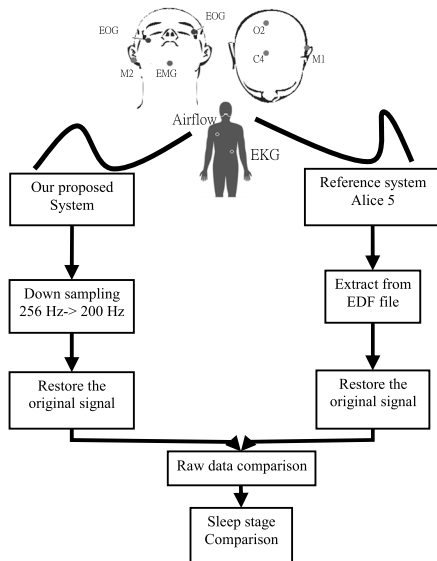 EOG
EOG
M2
EMG
O2
C4
M1
Airflow
EKG
Our proposed
System
Reference system
Alice 5
Down sampling
256 Hz-> 200 Hz
Extract from
EDF file
Restore the
original signal
Restore the
original signal
Raw data comparison
Sleep stage
Comparison